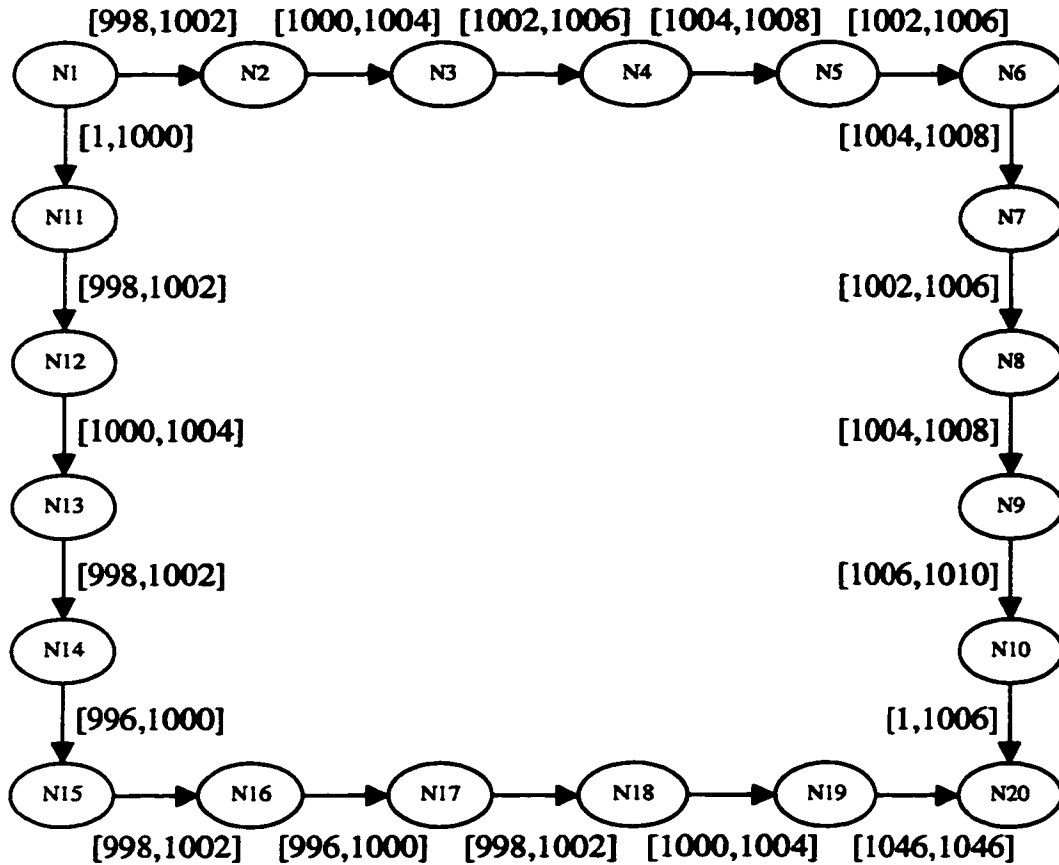 [998,1002] [1000,1004] [1002,1006] [1004,1008] [1002,1006]
N1 N2 N3 N4 N5 N6
[1,1000] [1004,1008]
N11 N7
[998,1002] [1002,1006]
N12 N8
[1000,1004] [1004,1008]
N13 N9
[998,1002] [1006,1010]
N14 N10
[996,1000] [1,1006]
N15 N16 N17 N18 N19 N20
[998,1002] [996,1000] [998,1002] [1000,1004] [1046,1046]